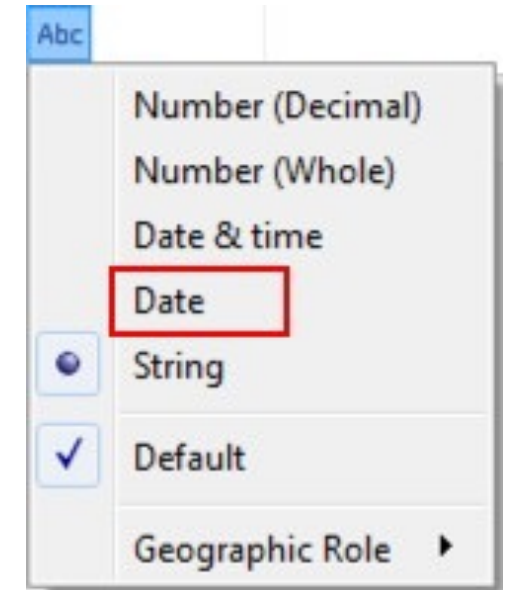 Abc
Number (Decimal)
Number (Whole)
Date & time
Date
String
Default
Geographic Role